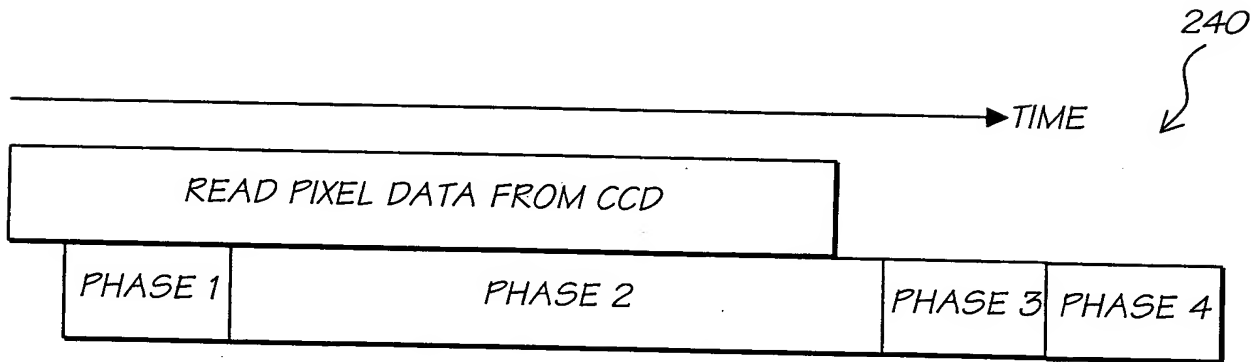 240
TIME
READ PIXEL DATA FROM CCD
PHASE 1 PHASE 2 PHASE 3 PHASE 4